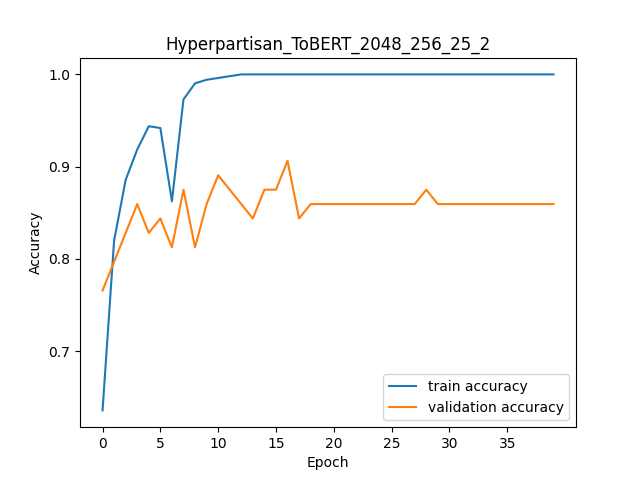 Hyperpartisan_ToBERT_2048_256_25_2
1.0
0.9
0.8
0.7
Accuracy
train accuracy
validation accuracy
0 5 10 15 20 25 30 35
Epoch